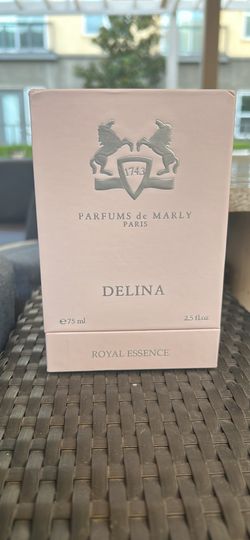 1743
PARFUMS de MARLY
PARIS
DELINA
℮75 ml 2.5 fl.oz
ROYAL ESSENCE